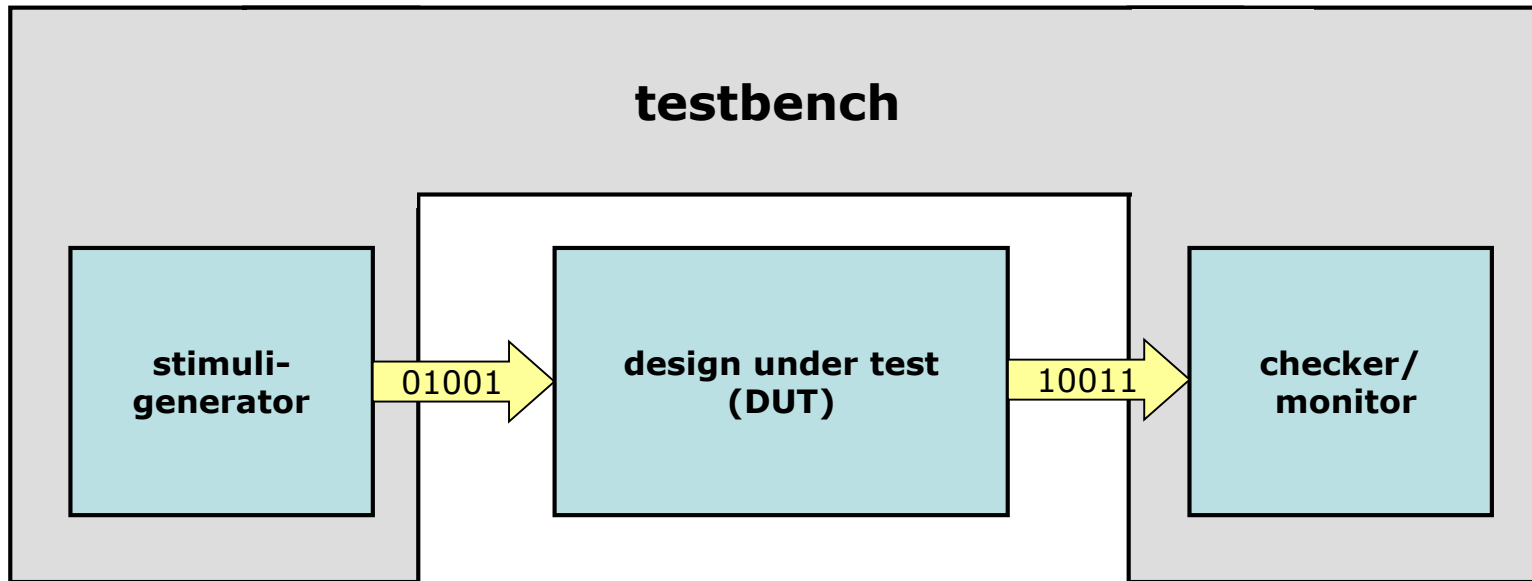 testbench
stimuli-
generator
01001
design under test
(DUT)
10011
checker/
monitor